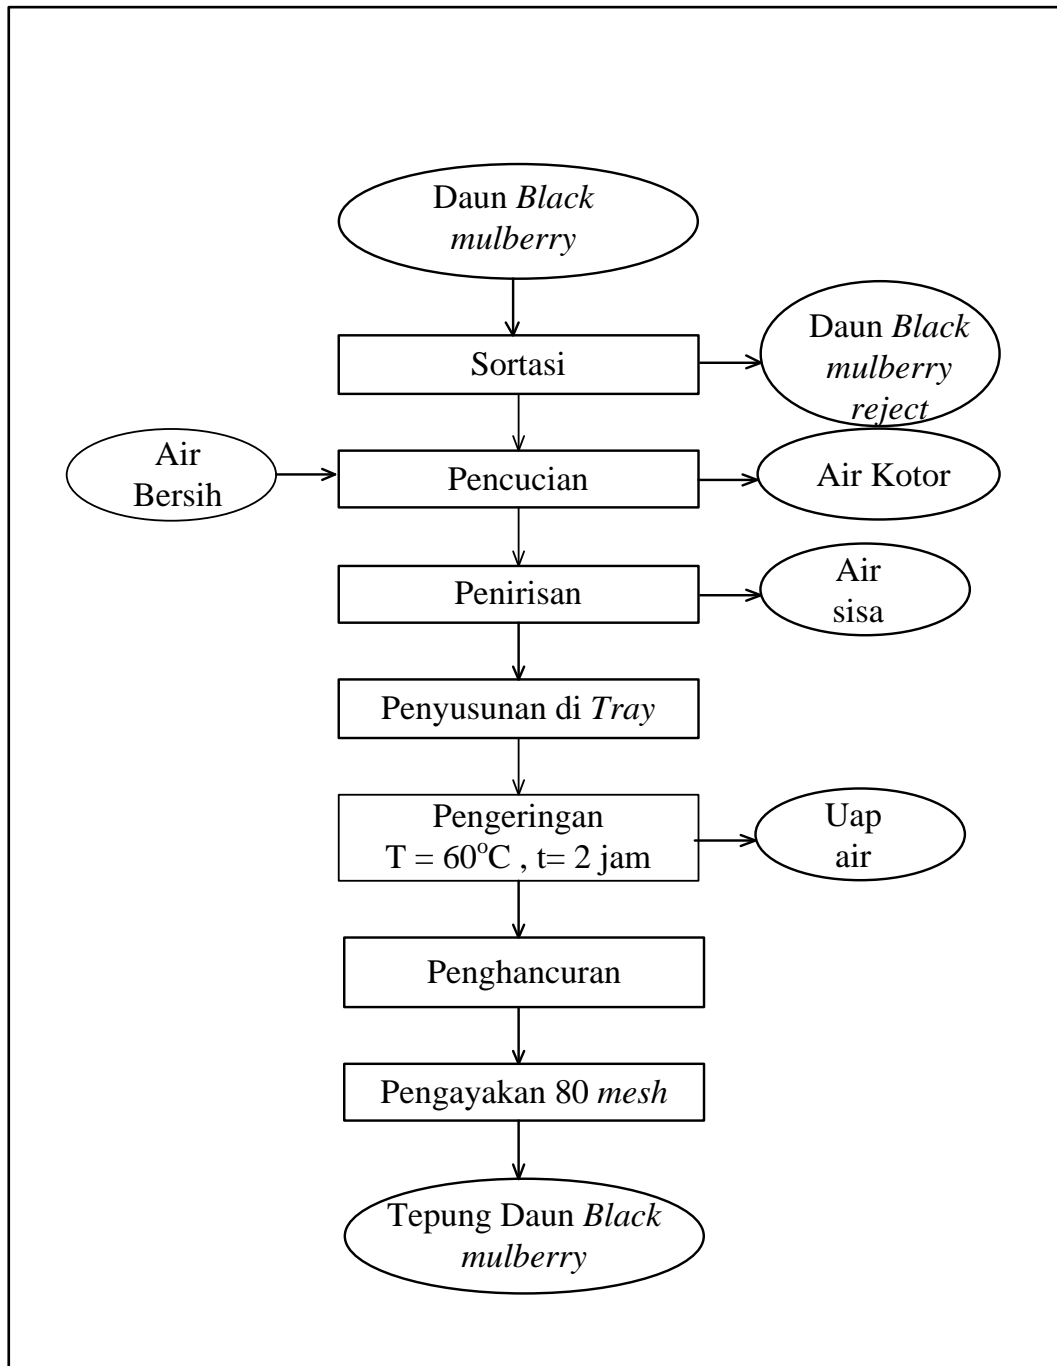 Daun Black
mulberry
Sortasi
Daun Black
mulberry
reject
Air
Bersih
Pencucian
Air Kotor
Penirisan
Air
sisa
Penyusunan di Tray
Pengeringan
T = 60°C , t= 2 jam
Uap
air
Penghancuran
Pengayakan 80 mesh
Tepung Daun Black
mulberry